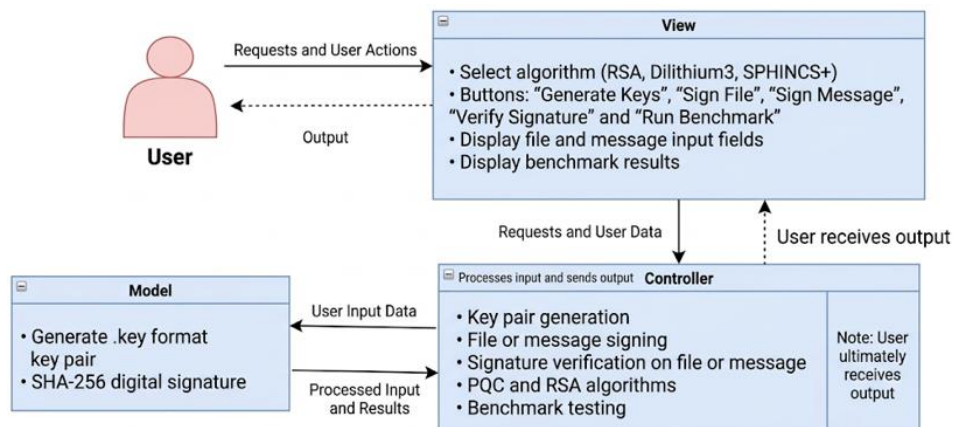 View
Requests and User Actions
• Select algorithm (RSA, Dilithium3, SPHINCS+)
• Buttons: “Generate Keys”, “Sign File”, “Sign Message”,
“Verify Signature” and “Run Benchmark”
• Display file and message input fields
• Display benchmark results
Output
User
Requests and User Data
User receives output
Processes input and sends output Controller
• Key pair generation
• File or message signing
• Signature verification on file or message
• PQC and RSA algorithms
• Benchmark testing
Note: User
ultimately
receives
output
Model
• Generate .key format
key pair
• SHA-256 digital signature
User Input Data
Processed Input
and Results